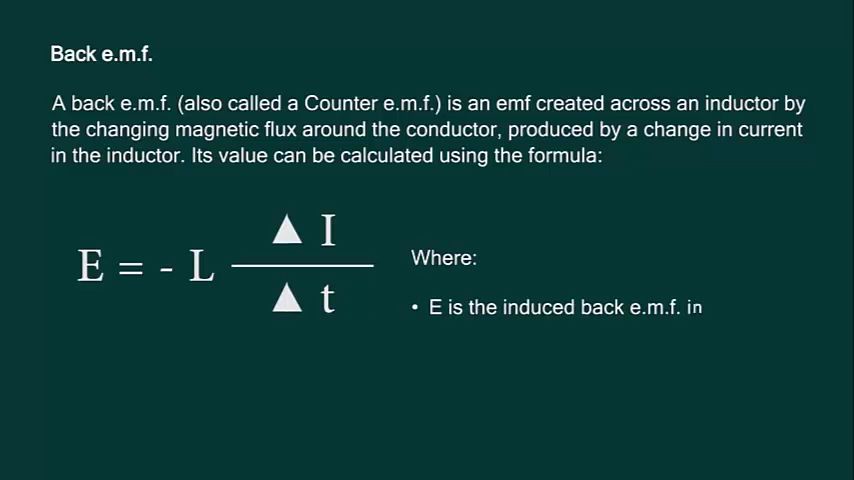 Back e.m.f.
A back e.m.f. (also called a Counter e.m.f.) is an emf created across an inductor by
the changing magnetic flux around the conductor, produced by a change in current
in the inductor. Its value can be calculated using the formula:
E = - L ▲ I / ▲ t
Where:
• E is the induced back e.m.f. in